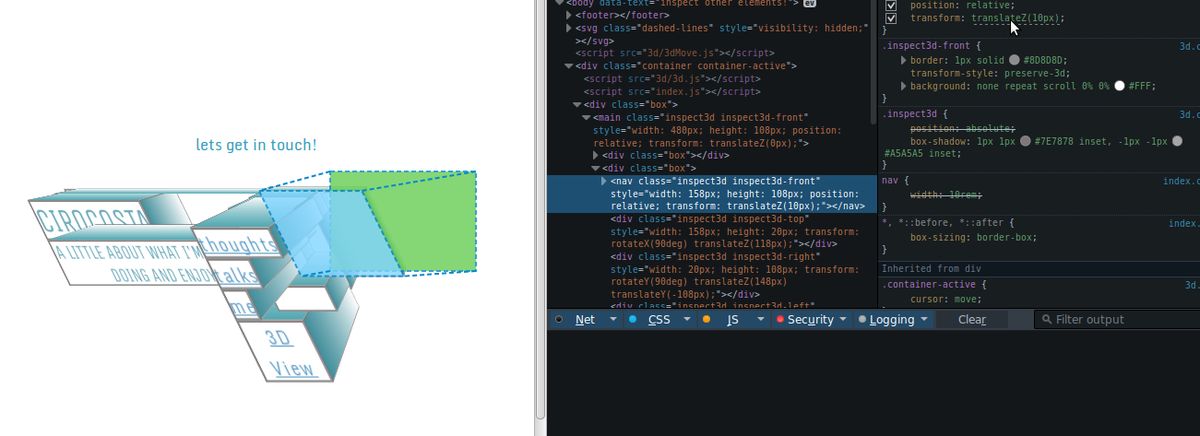 lets get in touch!
CIROCOSTA
A LITTLE ABOUT WHAT I'M
DOING AND ENJOY
thoughts
talks
me
3D
View
<body data-text="inspect other elements!"> ev
<footer></footer>
<svg class="dashed-lines" style="visibility: hidden;"
></svg>
<script src="3d/3dMove.js"></script>
<div class="container container-active">
<script src="3d/3d.js"></script>
<script src="index.js"></script>
<div class="box">
<main class="inspect3d inspect3d-front"
style="width: 480px; height: 108px; position:
relative; transform: translateZ(0px);">
<div class="box"></div>
<div class="box">
<nav class="inspect3d inspect3d-front"
style="width: 158px; height: 108px; position:
relative; transform: translateZ(10px);"></nav>
<div class="inspect3d inspect3d-top"
style="width: 158px; height: 20px; transform:
rotateX(90deg) translateZ(118px);"></div>
<div class="inspect3d inspect3d-right"
style="width: 20px; height: 108px; transform:
rotateY(90deg) translateZ(148px)
translateY(-108px);"></div>
<div class="inspect3d inspect3d-left"
position: relative;
transform: translateZ(10px);
}
.inspect3d-front { 3d.c
border: 1px solid #8D8D8D;
transform-style: preserve-3d;
background: none repeat scroll 0% 0% #FFF;
}
.inspect3d { 3d.c
position: absolute;
box-shadow: 1px 1px #7E7878 inset, -1px -1px
#A5A5A5 inset;
}
nav { index.c
width: 10rem;
}
*, *::before, *::after { index.
box-sizing: border-box;
}
Inherited from div
.container-active { 3d.
cursor: move;
Net CSS JS Security Logging Clear Filter output